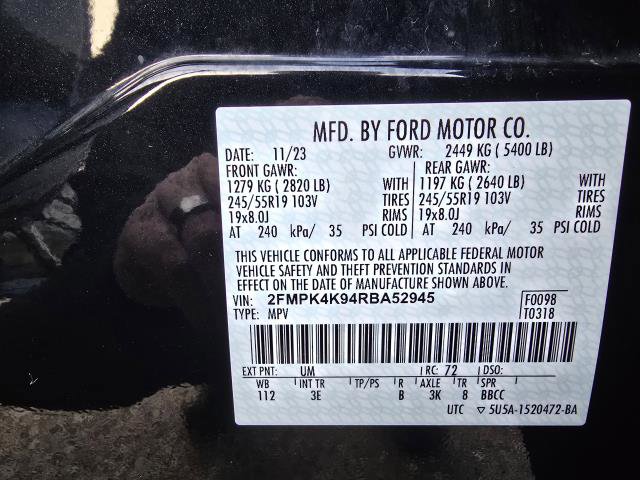 MFD. BY FORD MOTOR CO.
DATE: 11/23 GVWR: 2449 KG ( 5400 LB)
FRONT GAWR: REAR GAWR:
1279 KG ( 2820 LB) WITH 1197 KG ( 2640 LB) WITH
245/55R19 103V TIRES 245/55R19 103V TIRES
19x8.0J RIMS 19x8.0J RIMS
AT 240 kPa/ 35 PSI COLD AT 240 kPa/ 35 PSI COLD
THIS VEHICLE CONFORMS TO ALL APPLICABLE FEDERAL MOTOR
VEHICLE SAFETY AND THEFT PREVENTION STANDARDS IN
EFFECT ON THE DATE OF MANUFACTURE SHOWN ABOVE.
VIN: 2FMPK4K94RBA52945 F0098
TYPE: MPV T0318
EXT PNT: UM RC: 72 DSO:
WB INT TR TP/PS R AXLE TR SPR
112 3E B 3K 8 BBCC
UTC ▽ 5U5A-1520472-BA